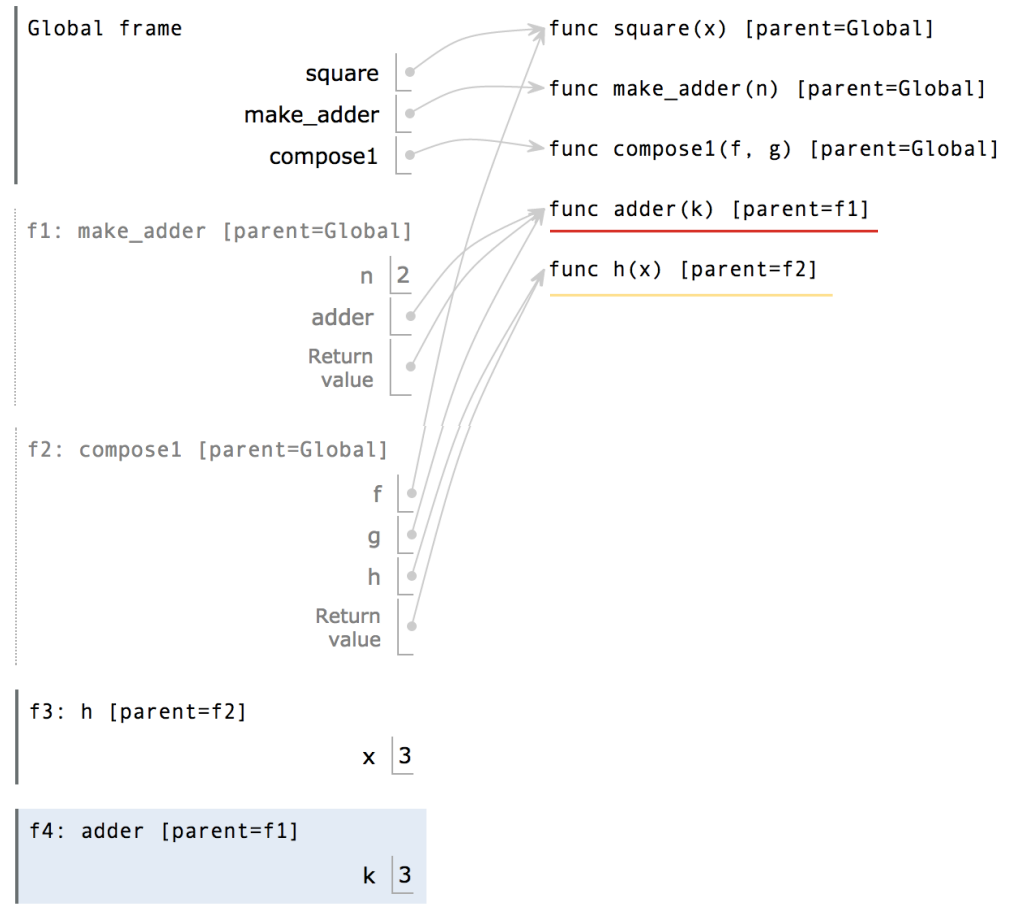 Global frame
square
make_adder
compose1
func square(x) [parent=Global]
func make_adder(n) [parent=Global]
func compose1(f, g) [parent=Global]
func adder(k) [parent=f1]
func h(x) [parent=f2]
f1: make_adder [parent=Global]
n 2
adder
Return
value
f2: compose1 [parent=Global]
f
g
h
Return
value
f3: h [parent=f2]
x 3
f4: adder [parent=f1]
k 3